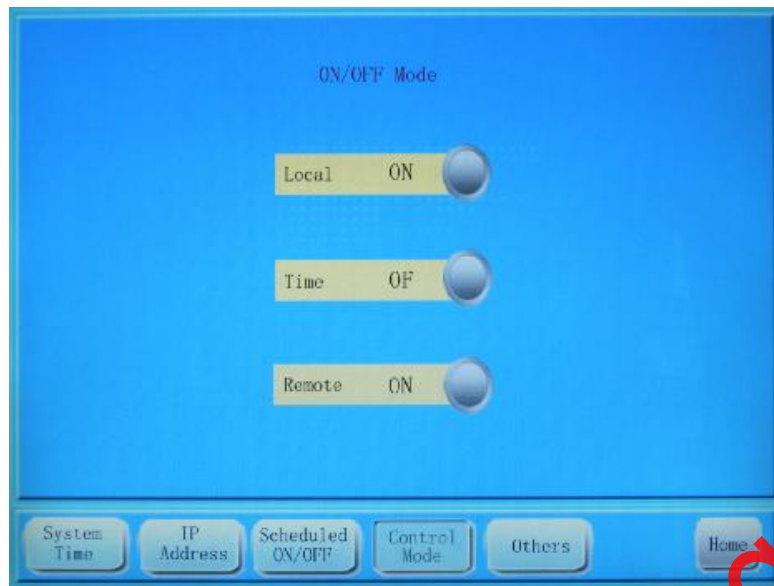 ON/OFF Mode
Local ON
Time OF
Remote ON
System
Time
IP
Address
Scheduled
ON/OFF
Control
Mode
Others
Home